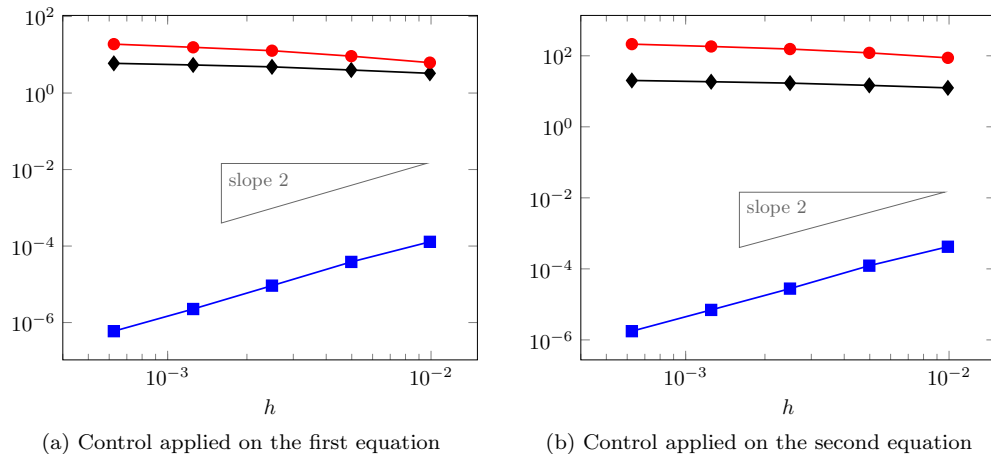 10^2
10^0
10^−2
10^−4
10^−6
slope 2
10^−3
10^−2
h
(a) Control applied on the first equation
10^2
10^0
10^−2
10^−4
10^−6
slope 2
10^−3
10^−2
h
(b) Control applied on the second equation